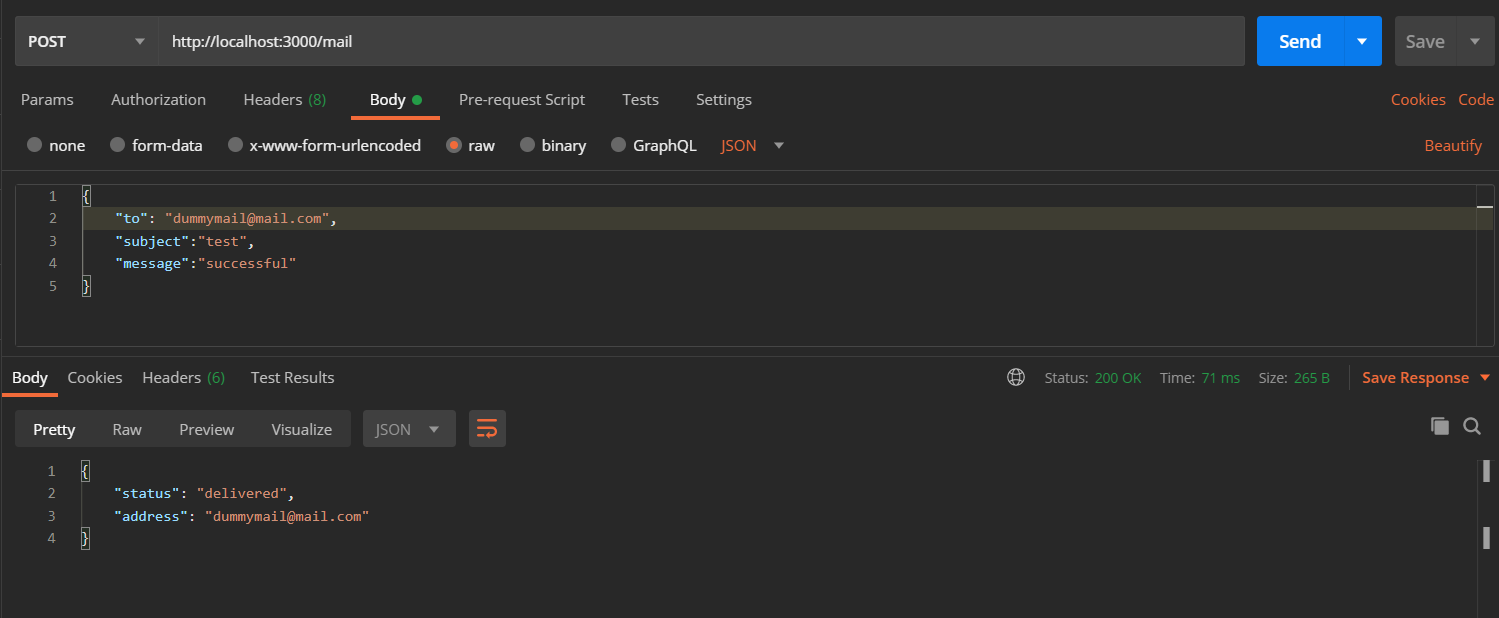 POST http://localhost:3000/mail Send Save
Params Authorization Headers (8) Body Pre-request Script Tests Settings Cookies Code
none form-data x-www-form-urlencoded raw binary GraphQL JSON Beautify
1 {
2 "to": "dummymail@mail.com",
3 "subject":"test",
4 "message":"successful"
5 }
Body Cookies Headers (6) Test Results Status: 200 OK Time: 71 ms Size: 265 B Save Response
Pretty Raw Preview Visualize JSON
1 {
2 "status": "delivered",
3 "address": "dummymail@mail.com"
4 }